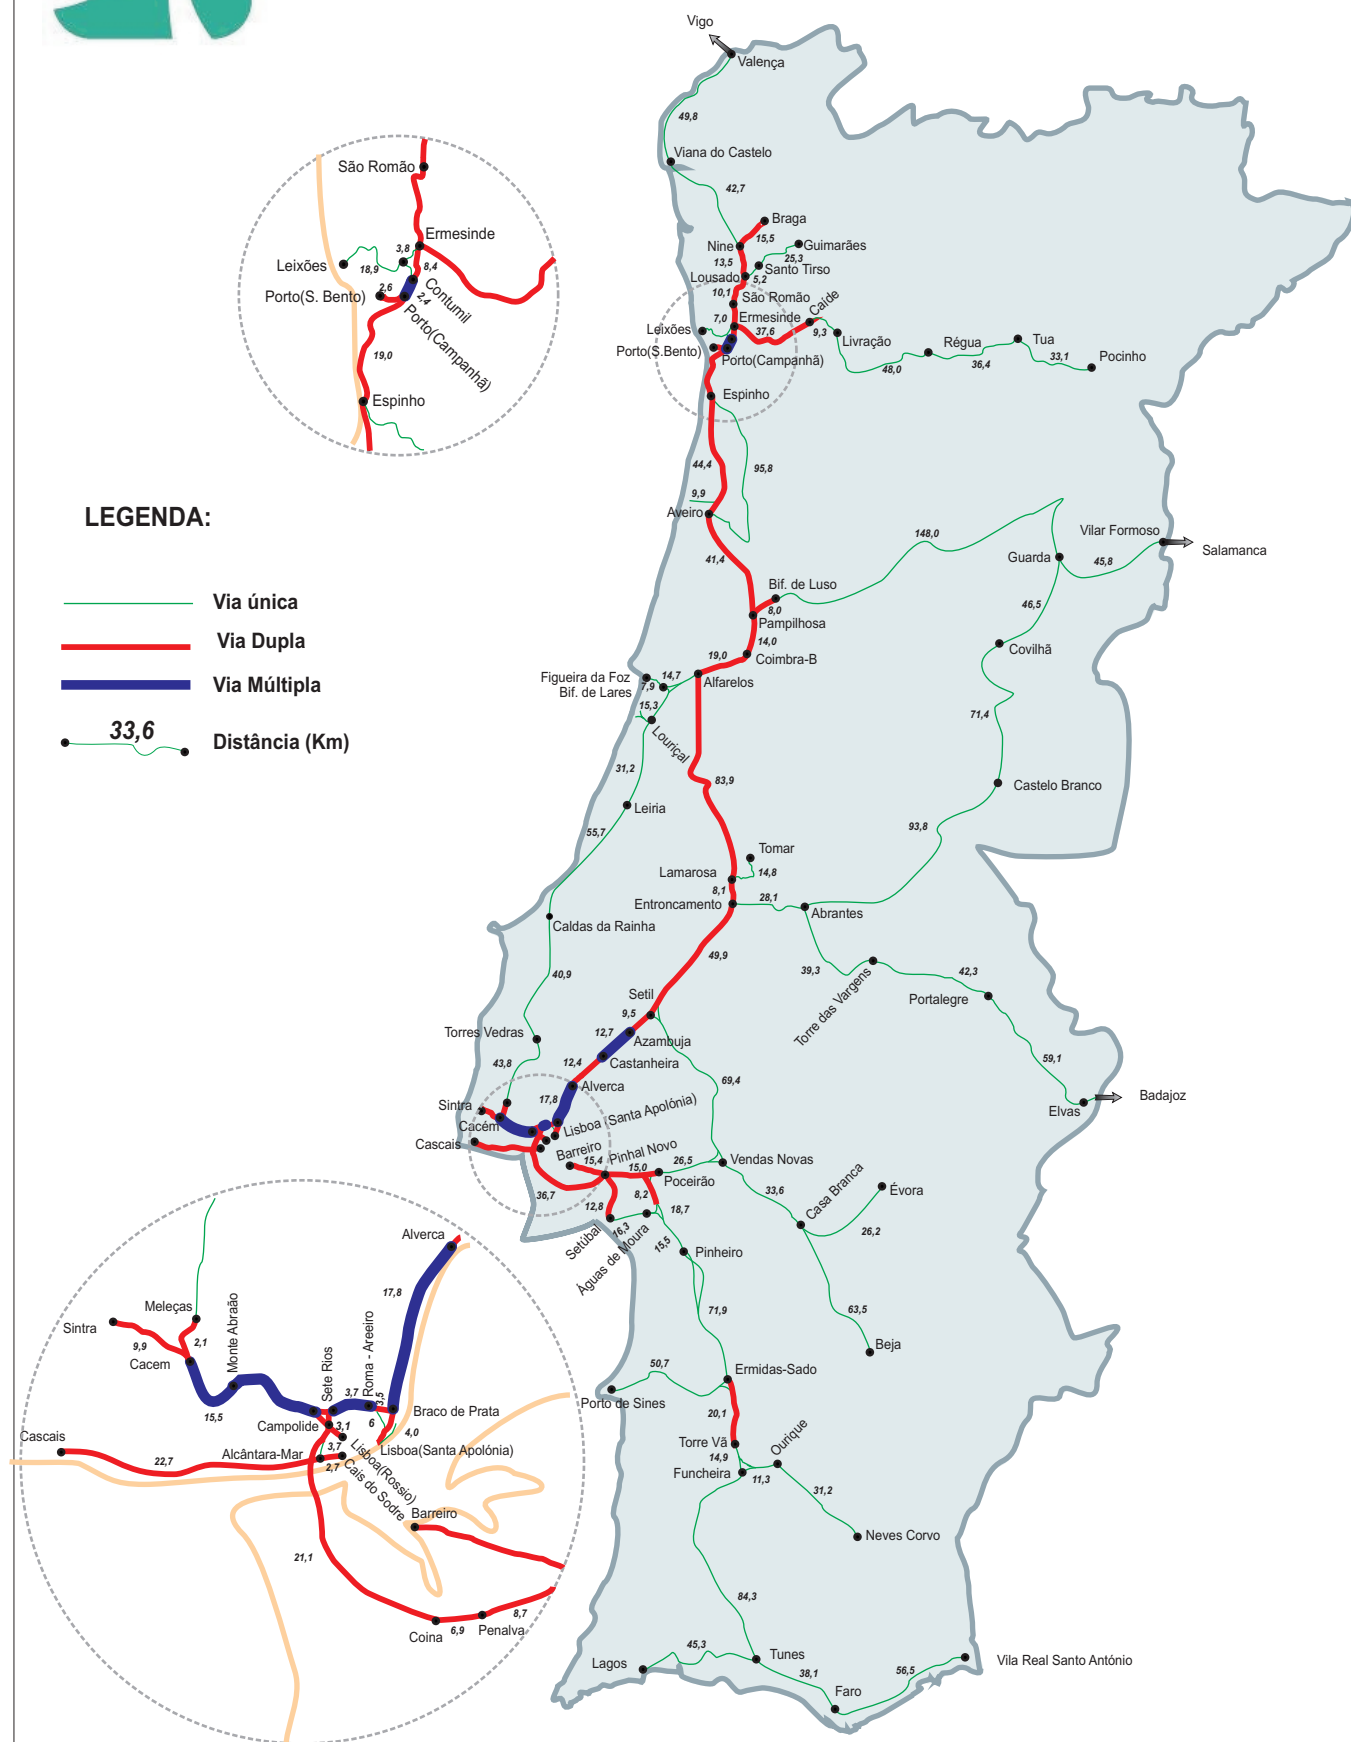 Vigo
Valença
49,8
Viana do Castelo
42,7
Braga
15,5
Nine
Guimarães
13,5
25,3
Santo Tirso
Lousado
5,2
10,1
São Romão
7,0
Ermesinde
Caíde
Leixões
37,6
9,3
Livração
Régua
Tua
Porto(S.Bento)
Porto(Campanhã)
48,0
36,4
33,1
Pocinho
Espinho
São Romão
Ermesinde
3,8
Leixões
18,9
8,4
Contumil
2,6
Porto(S. Bento)
2,4
Porto(Campanhã)
19,0
Espinho
44,4
95,8
9,9
Aveiro
LEGENDA:
Via única
Via Dupla
Via Múltipla
33,6
Distância (Km)
148,0
Vilar Formoso
Salamanca
Guarda
45,8
41,4
Bif. de Luso
8,0
Pampilhosa
46,5
14,0
Covilhã
Coimbra-B
19,0
Figueira da Foz
14,7
Alfarelos
7,9
Bif. de Lares
15,3
Louriçal
71,4
31,2
83,9
Castelo Branco
Leiria
55,7
93,8
Tomar
Lamarosa
14,8
8,1
Entroncamento
28,1
Abrantes
Caldas da Rainha
49,9
39,3
42,3
40,9
Torre das Vargens
Portalegre
Setil
9,5
Torres Vedras
12,7
Azambuja
Castanheira
43,8
12,4
59,1
Alverca
69,4
Badajoz
Elvas
Sintra
17,8
Cacém
Lisboa (Santa Apolónia)
Cascais
Barreiro
Pinhal Novo
15,4
15,0
26,5
Vendas Novas
Poceirão
36,7
8,2
33,6
Casa Branca
Évora
12,8
18,7
26,2
Setúbal
16,3
Águas de Moura
15,5
Pinheiro
71,9
63,5
Beja
50,7
Ermidas-Sado
Porto de Sines
20,1
Torre Vã
Ourique
14,9
Funcheira
11,3
31,2
Neves Corvo
84,3
45,3
Tunes
Lagos
38,1
56,5
Vila Real Santo António
Faro
Alverca
17,8
Meleças
Sintra
9,9
2,1
Cacem
Monte Abraão
Sete Rios
Roma - Areeiro
15,5
3,7
3,5
Campolide
6
Braco de Prata
3,1
4,0
Cascais
Alcântara-Mar
3,7
Lisboa(Santa Apolónia)
22,7
2,7
Lisboa(Rossio)
Cais do Sodre
Barreiro
21,1
8,7
Coina
6,9
Penalva